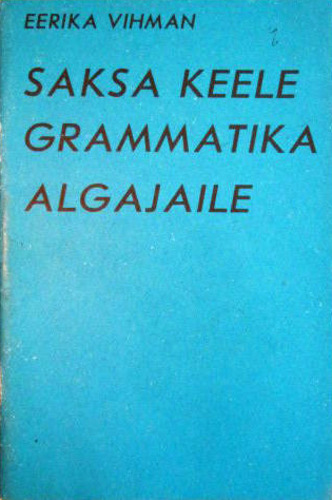 EERIKA VIHMAN
SAKSA KEELE
GRAMMATIKA
ALGAJAILE